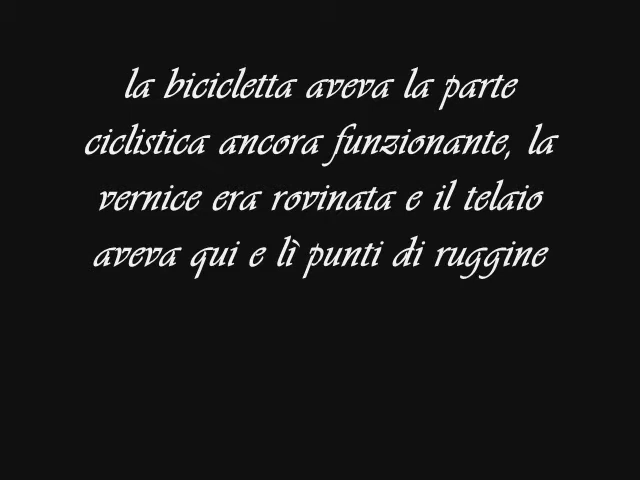 la bicicletta aveva la parte
ciclistica ancora funzionante, la
vernice era rovinata e il telaio
aveva qui e lì punti di ruggine